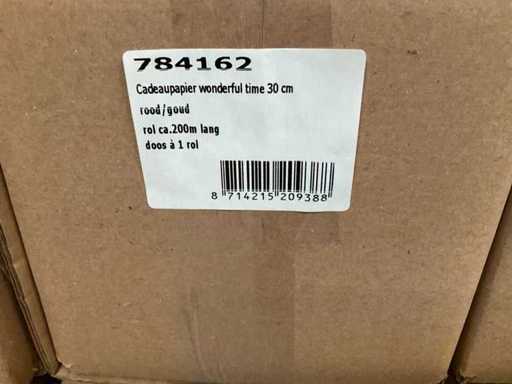 784162
Cadeaupapier wonderful time 30 cm
rood/goud
rol ca.200m lang
doos à 1 rol
8 714215 209388